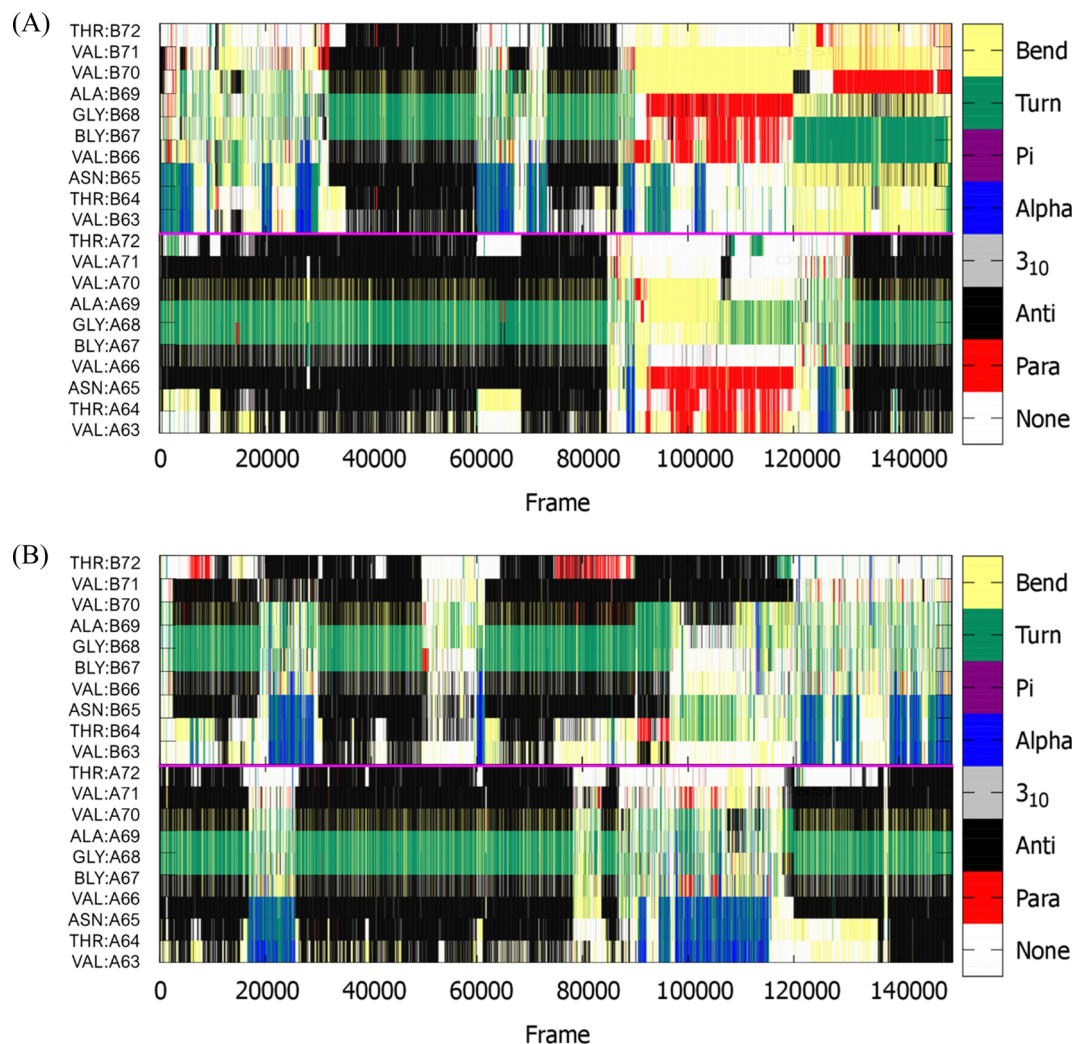 (A)
THR:B72
VAL:B71
VAL:B70
ALA:B69
GLY:B68
BLY:B67
VAL:B66
ASN:B65
THR:B64
VAL:B63
THR:A72
VAL:A71
VAL:A70
ALA:A69
GLY:A68
BLY:A67
VAL:A66
ASN:A65
THR:A64
VAL:A63
0 20000 40000 60000 80000 100000 120000 140000
Frame
Bend
Turn
Pi
Alpha
3₁₀
Anti
Para
None
(B)
THR:B72
VAL:B71
VAL:B70
ALA:B69
GLY:B68
BLY:B67
VAL:B66
ASN:B65
THR:B64
VAL:B63
THR:A72
VAL:A71
VAL:A70
ALA:A69
GLY:A68
BLY:A67
VAL:A66
ASN:A65
THR:A64
VAL:A63
0 20000 40000 60000 80000 100000 120000 140000
Frame
Bend
Turn
Pi
Alpha
3₁₀
Anti
Para
None